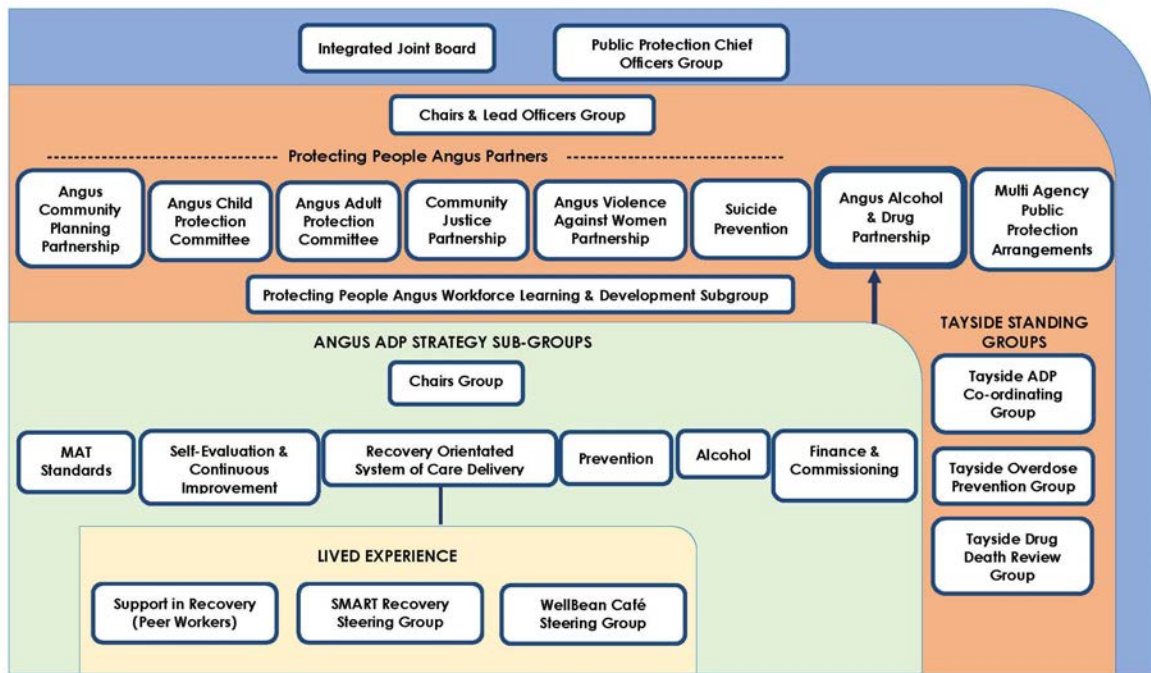 Integrated Joint Board
Public Protection Chief
Officers Group
Chairs & Lead Officers Group
Protecting People Angus Partners
Angus
Community
Planning
Partnership
Angus Child
Protection
Committee
Angus Adult
Protection
Committee
Community
Justice
Partnership
Angus Violence
Against Women
Partnership
Suicide
Prevention
Angus Alcohol
& Drug
Partnership
Multi Agency
Public
Protection
Arrangements
Protecting People Angus Workforce Learning & Development Subgroup
ANGUS ADP STRATEGY SUB-GROUPS
Chairs Group
MAT
Standards
Self-Evaluation &
Continuous
Improvement
Recovery Orientated
System of Care Delivery
Prevention
Alcohol
Finance &
Commissioning
TAYSIDE STANDING
GROUPS
Tayside ADP
Co-ordinating
Group
Tayside Overdose
Prevention Group
Tayside Drug
Death Review
Group
LIVED EXPERIENCE
Support in Recovery
(Peer Workers)
SMART Recovery
Steering Group
WellBean Café
Steering Group